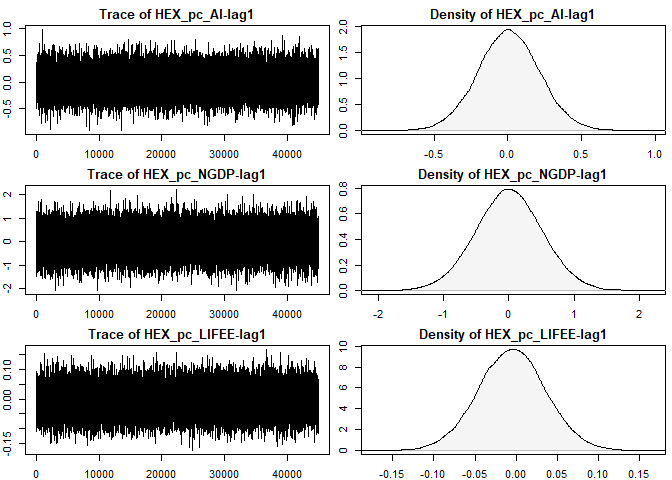 Trace of HEX_pc_AI-lag1
-0.5 0.0 0.5 1.0
0 10000 20000 30000 40000
Density of HEX_pc_AI-lag1
0.0 0.5 1.0 1.5 2.0
-0.5 0.0 0.5 1.0
Trace of HEX_pc_NGDP-lag1
-2 -1 0 1 2
0 10000 20000 30000 40000
Density of HEX_pc_NGDP-lag1
0.0 0.2 0.4 0.6 0.8
-2 -1 0 1 2
Trace of HEX_pc_LIFEE-lag1
-0.15 0.00 0.10
0 10000 20000 30000 40000
Density of HEX_pc_LIFEE-lag1
0 2 4 6 8 10
-0.15 -0.10 -0.05 0.00 0.05 0.10 0.15